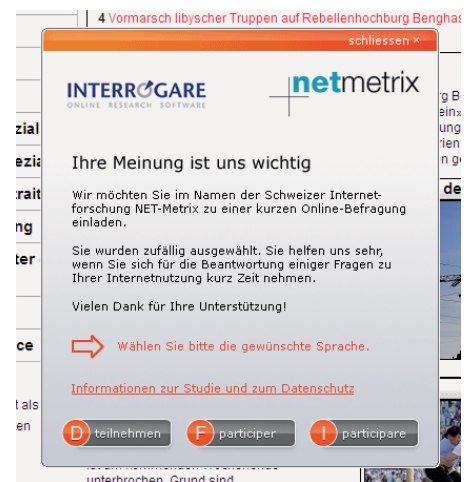 4 Vormarsch libyscher Truppen auf Rebellenhochburg Benghas
schliessen ×
INTERROGARE
ONLINE RESEARCH SOFTWARE
netmetrix
Ihre Meinung ist uns wichtig
Wir möchten Sie im Namen der Schweizer Internet-
forschung NET-Metrix zu einer kurzen Online-Befragung
einladen.
Sie wurden zufällig ausgewählt. Sie helfen uns sehr,
wenn Sie sich für die Beantwortung einiger Fragen zu
Ihrer Internetnutzung kurz Zeit nehmen.
Vielen Dank für Ihre Unterstützung!
Wählen Sie bitte die gewünschte Sprache.
Informationen zur Studie und zum Datenschutz
D teilnehmen
F participer
I participare
unterbrochen. Grund sind